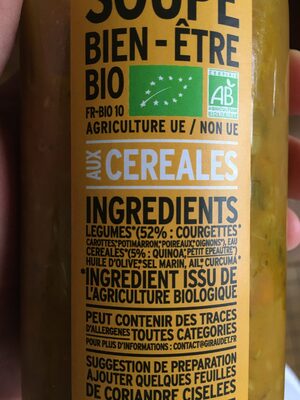 SOUPE
BIEN-ÊTRE
BIO
FR-BIO 10
AB
AGRICULTURE UE / NON UE
AUX CEREALES
INGREDIENTS
LEGUMES*(52% : COURGETTES*
CAROTTES*, POTIMARRON*, POIREAUX*, OIGNONS*), EAU
CEREALES*(5% : QUINOA*, PETIT EPEAUTRE*)
HUILE D'OLIVE*, SEL MARIN, AIL*, CURCUMA*
*INGREDIENT ISSU DE
L'AGRICULTURE BIOLOGIQUE
PEUT CONTENIR DES TRACES
D'ALLERGENES TOUTES CATEGORIES
POUR PLUS D'INFORMATIONS : CONTACT@GIRAUDET.FR
SUGGESTION DE PREPARATION
AJOUTER QUELQUES FEUILLES
DE CORIANDRE CISELEES